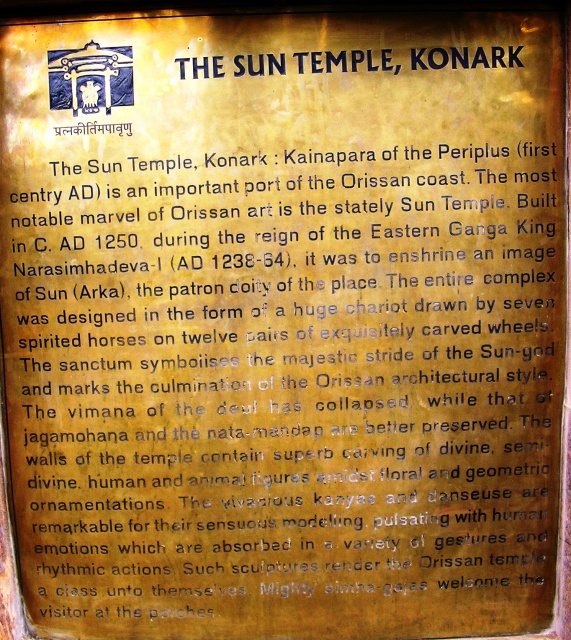 THE SUN TEMPLE, KONARK
प्रत्नकीर्तिमपावृणु
The Sun Temple, Konark : Kainapara of the Periplus (first
centry AD) is an important port of the Orissan coast. The most
notable marvel of Orissan art is the stately Sun Temple. Built
in C. AD 1250, during the reign of the Eastern Ganga King
Narasimhadeva-I (AD 1238-64), it was to enshrine an image
of Sun (Arka), the patron doity of the place. The entire complex
was designed in the form of a huge chariot drawn by seven
spirited horses on twelve pairs of exquisitely carved wheels.
The sanctum symboiises the majestic stride of the Sun-god
and marks the culmination of the Orissan architectural style.
The vimana of the deul has collapsed while that of
jagamohana and the nata-mandap are better preserved. The
walls of the temple contain superb carving of divine, semi-
divine, human and animal figures amidst floral and geometric
ornamentations. The vivacious kanyas and danseuse are
remarkable for their sensuous modelling, pulsating with human
emotions which are absorbed in a variety of gestures and
rhythmic actions. Such sculptures render the Orissan temple
a class unto themselves. Mighty simha-gajas welcome the
visitor at the porches.